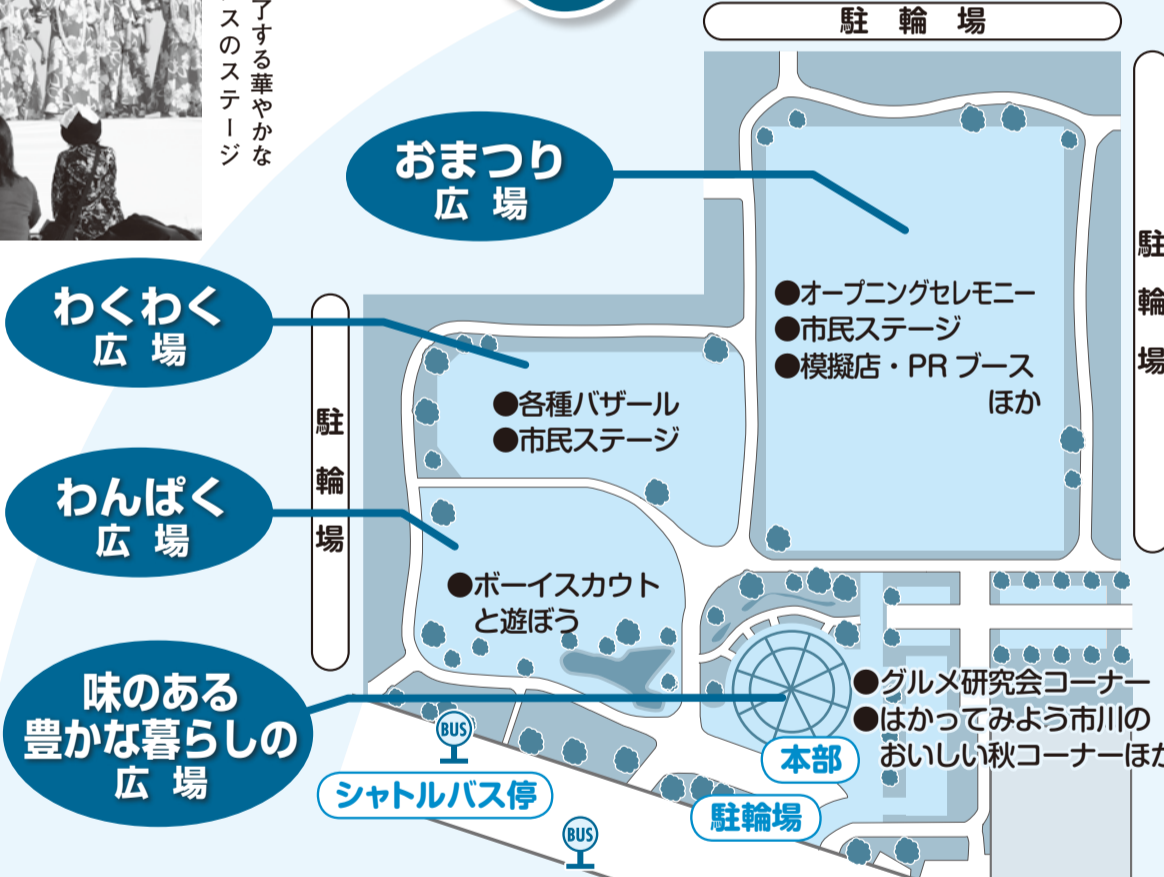 了する華やかな
スのステージ
駐輪場
おまつり
広場
駐輪場
●オープニングセレモニー
●市民ステージ
●模擬店・PRブース
ほか
わくわく
広場
駐輪場
●各種バザール
●市民ステージ
わんぱく
広場
●ボーイスカウト
と遊ぼう
味のある
豊かな暮らしの
広場
●グルメ研究会コーナー
●はかってみよう市川の
おいしい秋コーナーほか
本部
BUS
シャトルバス停
駐輪場
BUS